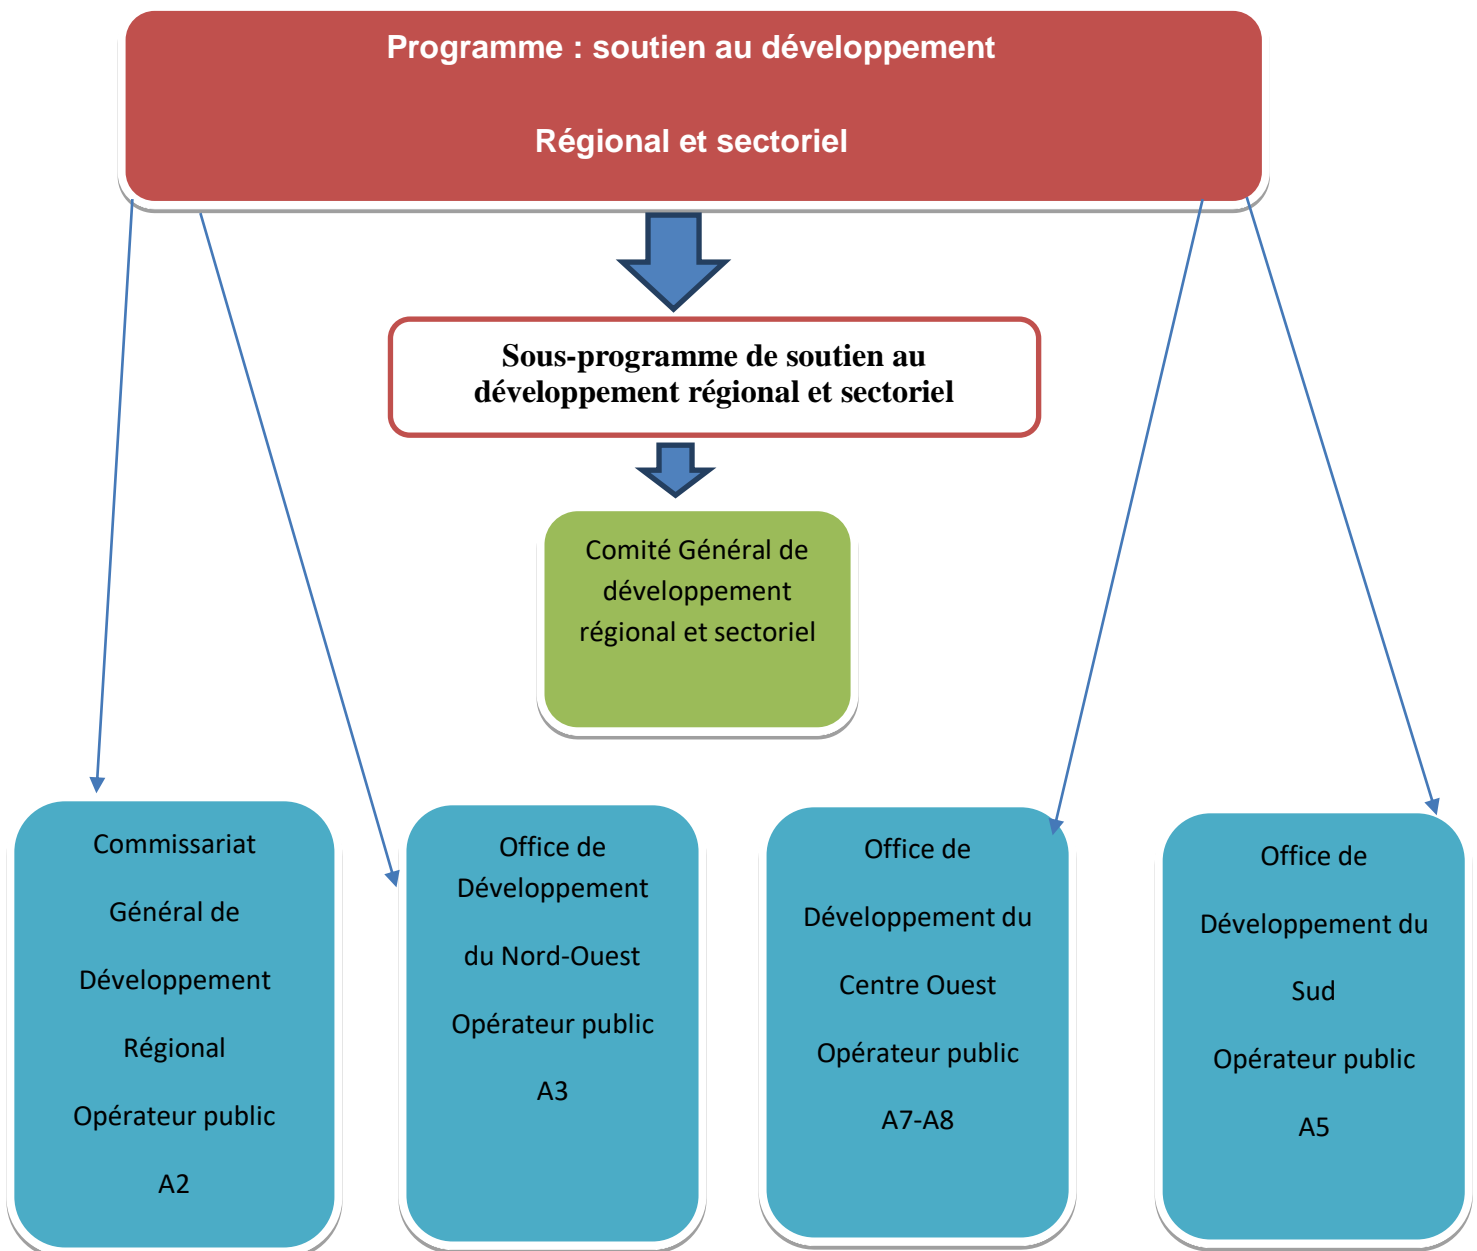 Programme : soutien au développement
Régional et sectoriel
Sous-programme de soutien au
développement régional et sectoriel
Comité Général de
développement
régional et sectoriel
Commissariat
Général de
Développement
Régional
Opérateur public
A2
Office de
Développement
du Nord-Ouest
Opérateur public
A3
Office de
Développement du
Centre Ouest
Opérateur public
A7-A8
Office de
Développement du
Sud
Opérateur public
A5